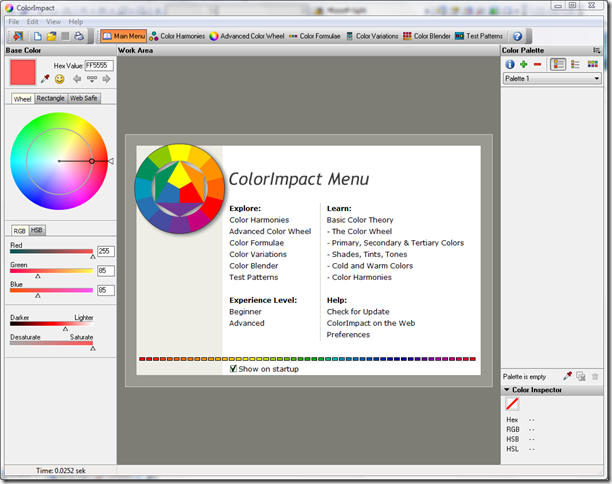 ColorImpact
File Edit View Help
Main Menu Color Harmonies Advanced Color Wheel Color Formulae Color Variations Color Blender Test Patterns
Base Color
Hex Value: FF5555
Wheel Rectangle Web Safe
RGB HSB
Red
255
Green
85
Blue
85
Darker Lighter
Desaturate Saturate
Time: 0.0252 sek
Work Area
ColorImpact Menu
Explore:
Color Harmonies
Advanced Color Wheel
Color Formulae
Color Variations
Color Blender
Test Patterns
Experience Level:
Beginner
Advanced
Learn:
Basic Color Theory
- The Color Wheel
- Primary, Secondary & Tertiary Colors
- Shades, Tints, Tones
- Cold and Warm Colors
- Color Harmonies
Help:
Check for Update
ColorImpact on the Web
Preferences
Show on startup
Color Palette
Palette 1
Palette is empty
Color Inspector
Hex --
RGB --
HSB --
HSL --